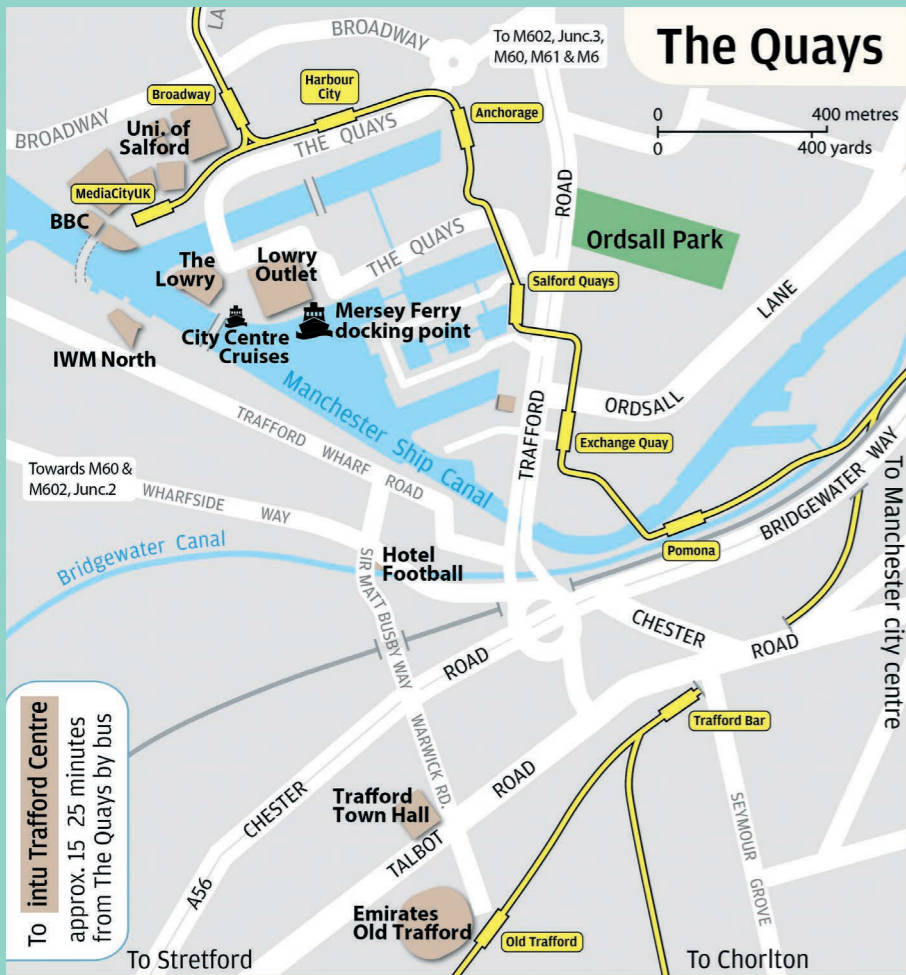 The Quays
0 400 metres
400 yards
To M602, Junc.3,
M60, M61 & M6
LA
BROADWAY
BROADWAY
Broadway
Harbour
City
Anchorage
Uni. of
Salford
THE QUAYS
MediaCityUK
BBC
ROAD
Ordsall Park
The
Lowry
Lowry
Outlet
THE QUAYS
Salford Quays
LANE
City Centre
Cruises
Mersey Ferry
docking point
IWM North
Manchester Ship Canal
TRAFFORD
ORDSALL
Exchange Quay
TRAFFORD WHARF ROAD
Towards M60 &
M602, Junc.2
WHARFSIDE WAY
BRIDGEWATER WAY
To Manchester city centre
Pomona
Bridgewater Canal
Hotel
Football
SIR MATT BUSBY WAY
CHESTER
ROAD
ROAD
Trafford Bar
WARWICK RD.
To intu Trafford Centre
approx. 15 25 minutes
from The Quays by bus
CHESTER
ROAD
Trafford
Town Hall
TALBOT
SEYMOUR GROVE
A56
Emirates
Old Trafford
Old Trafford
To Stretford
To Chorlton